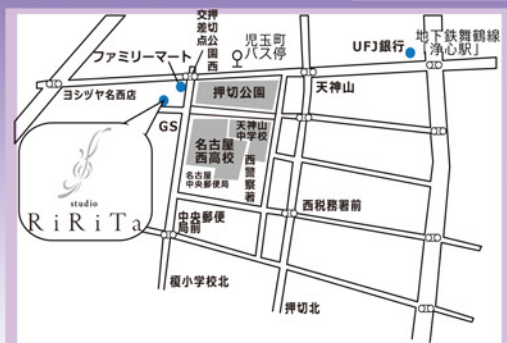 押切公園西
交差点
児玉町
バス停
UFJ銀行
地下鉄舞鶴線
「浄心駅」
ファミリーマート
ヨシヅヤ名西店
押切公園
天神山
GS
天神山
中学校
名古屋
西高校
西警察署
名古屋
中央郵便局
studio
RiRiTa
中央郵便
局前
西税務署前
榎小学校北
押切北